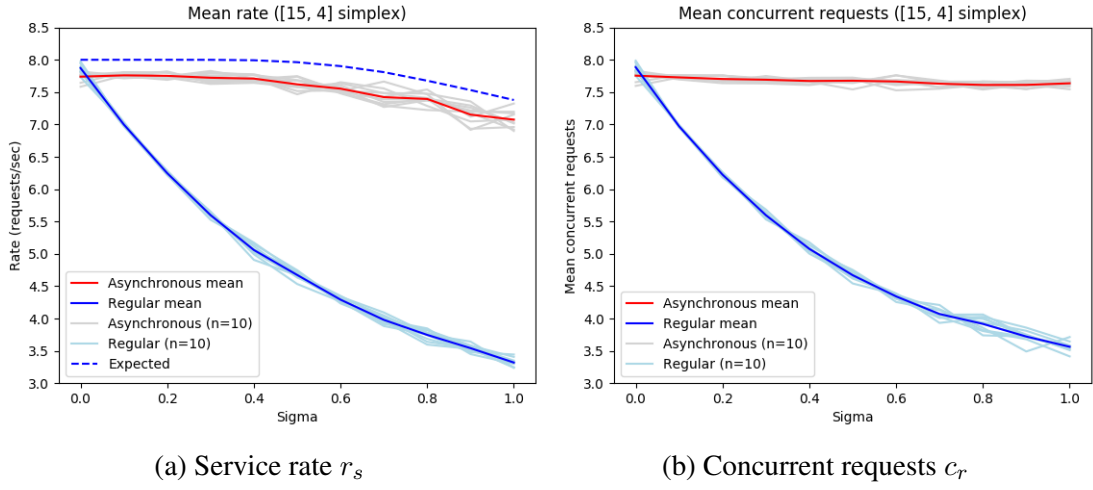 Mean rate ([15, 4] simplex)
8.5
8.0
7.5
7.0
6.5
6.0
5.5
5.0
4.5
4.0
3.5
3.0
Rate (requests/sec)
Asynchronous mean
Regular mean
Asynchronous (n=10)
Regular (n=10)
Expected
0.0 0.2 0.4 0.6 0.8 1.0
Sigma
(a) Service rate r_s
Mean concurrent requests ([15, 4] simplex)
8.5
8.0
7.5
7.0
6.5
6.0
5.5
5.0
4.5
4.0
3.5
3.0
Mean concurrent requests
Asynchronous mean
Regular mean
Asynchronous (n=10)
Regular (n=10)
0.0 0.2 0.4 0.6 0.8 1.0
Sigma
(b) Concurrent requests c_r